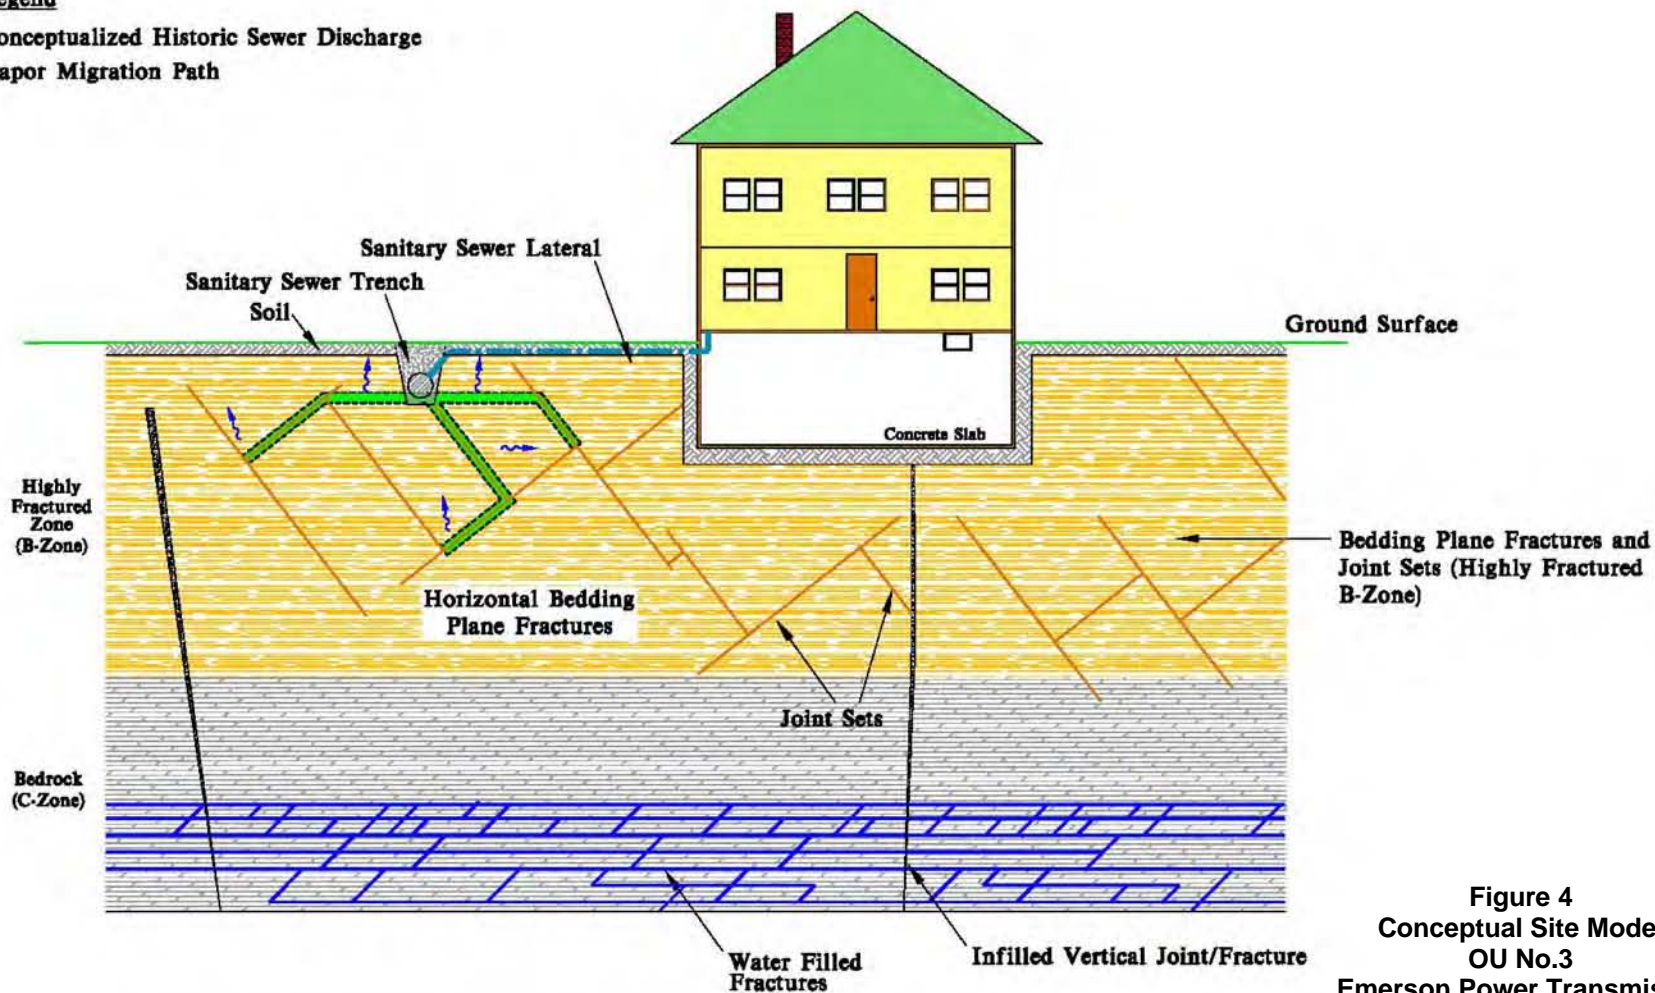 onceptualized Historic Sewer Discharge
apor Migration Path
Sanitary Sewer Lateral
Sanitary Sewer Trench
Soil
Ground Surface
Concrete Slab
Highly
Fractured
Zone
(B-Zone)
Bedding Plane Fractures and
Joint Sets (Highly Fractured
B-Zone)
Horizontal Bedding
Plane Fractures
Joint Sets
Bedrock
(C-Zone)
Water Filled
Fractures
Infilled Vertical Joint/Fracture
Figure 4
Conceptual Site Mode
OU No.3
Emerson Power Transmis